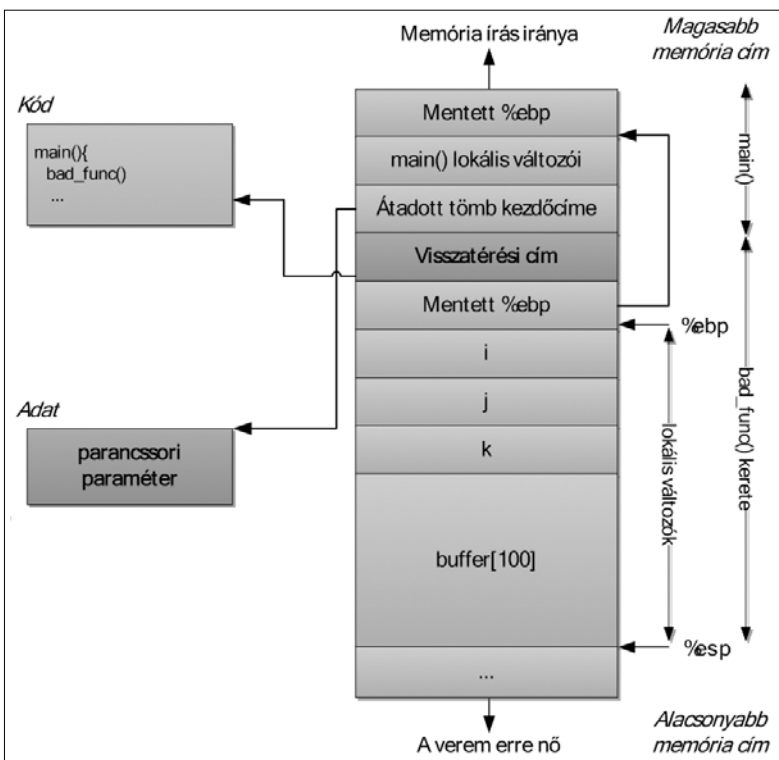 Memória írás iránya
Magasabb
memória cím
Kód
main(){
bad_func()
...
Mentett %ebp
main() lokális változói
Átadott tömb kezdőcíme
Visszatérési cím
Mentett %ebp
%ebp
i
j
k
buffer[100]
%esp
...
main()
bad_func() kerete
lokális változók
Adat
parancssori
paraméter
A verem erre nő
Alacsonyabb
memória cím